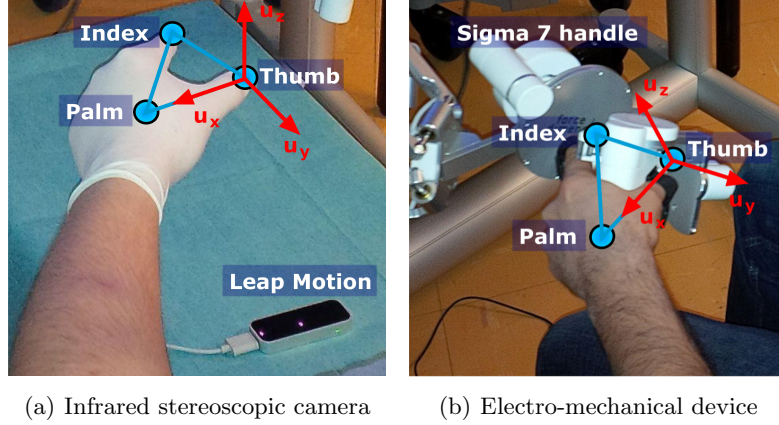 Index
u_z
Thumb
Palm
u_x
u_y
Leap Motion
(a) Infrared stereoscopic camera
Sigma 7 handle
u_z
force
Index
Thumb
u_y
u_x
Palm
(b) Electro-mechanical device